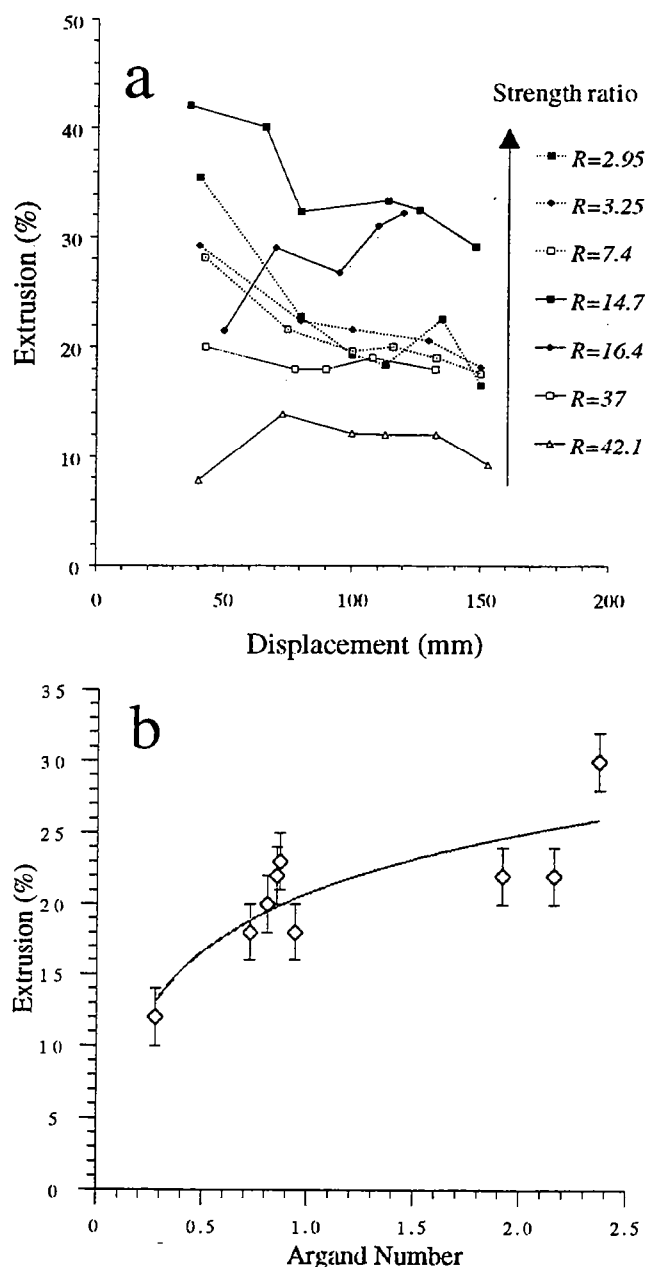 a
50
40
30
20
10
0
Extrusion (%)
0 50 100 150 200
Displacement (mm)
Strength ratio
R=2.95
R=3.25
R=7.4
R=14.7
R=16.4
R=37
R=42.1
b
35
30
25
20
15
10
5
0
Extrusion (%)
0 0.5 1.0 1.5 2.0 2.5
Argand Number